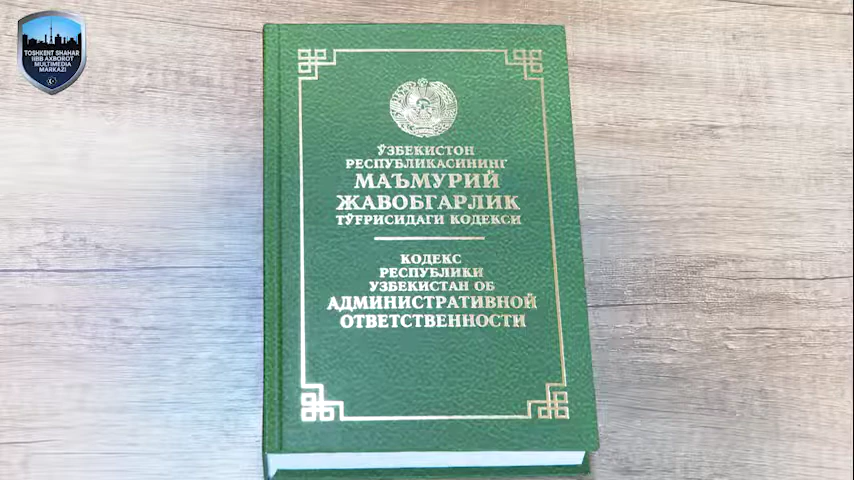 TOSHKENT SHAHAR
IIBB AXBOROT
MULTIMEDIA
MARKAZI
ЎЗБЕКИСТОН
РЕСПУБЛИКАСИНИНГ
МАЪМУРИЙ
ЖАВОБГАРЛИК
ТЎҒРИСИДАГИ КОДЕКСИ
КОДЕКС
РЕСПУБЛИКИ
УЗБЕКИСТАН ОБ
АДМИНИСТРАТИВНОЙ
ОТВЕТСТВЕННОСТИ